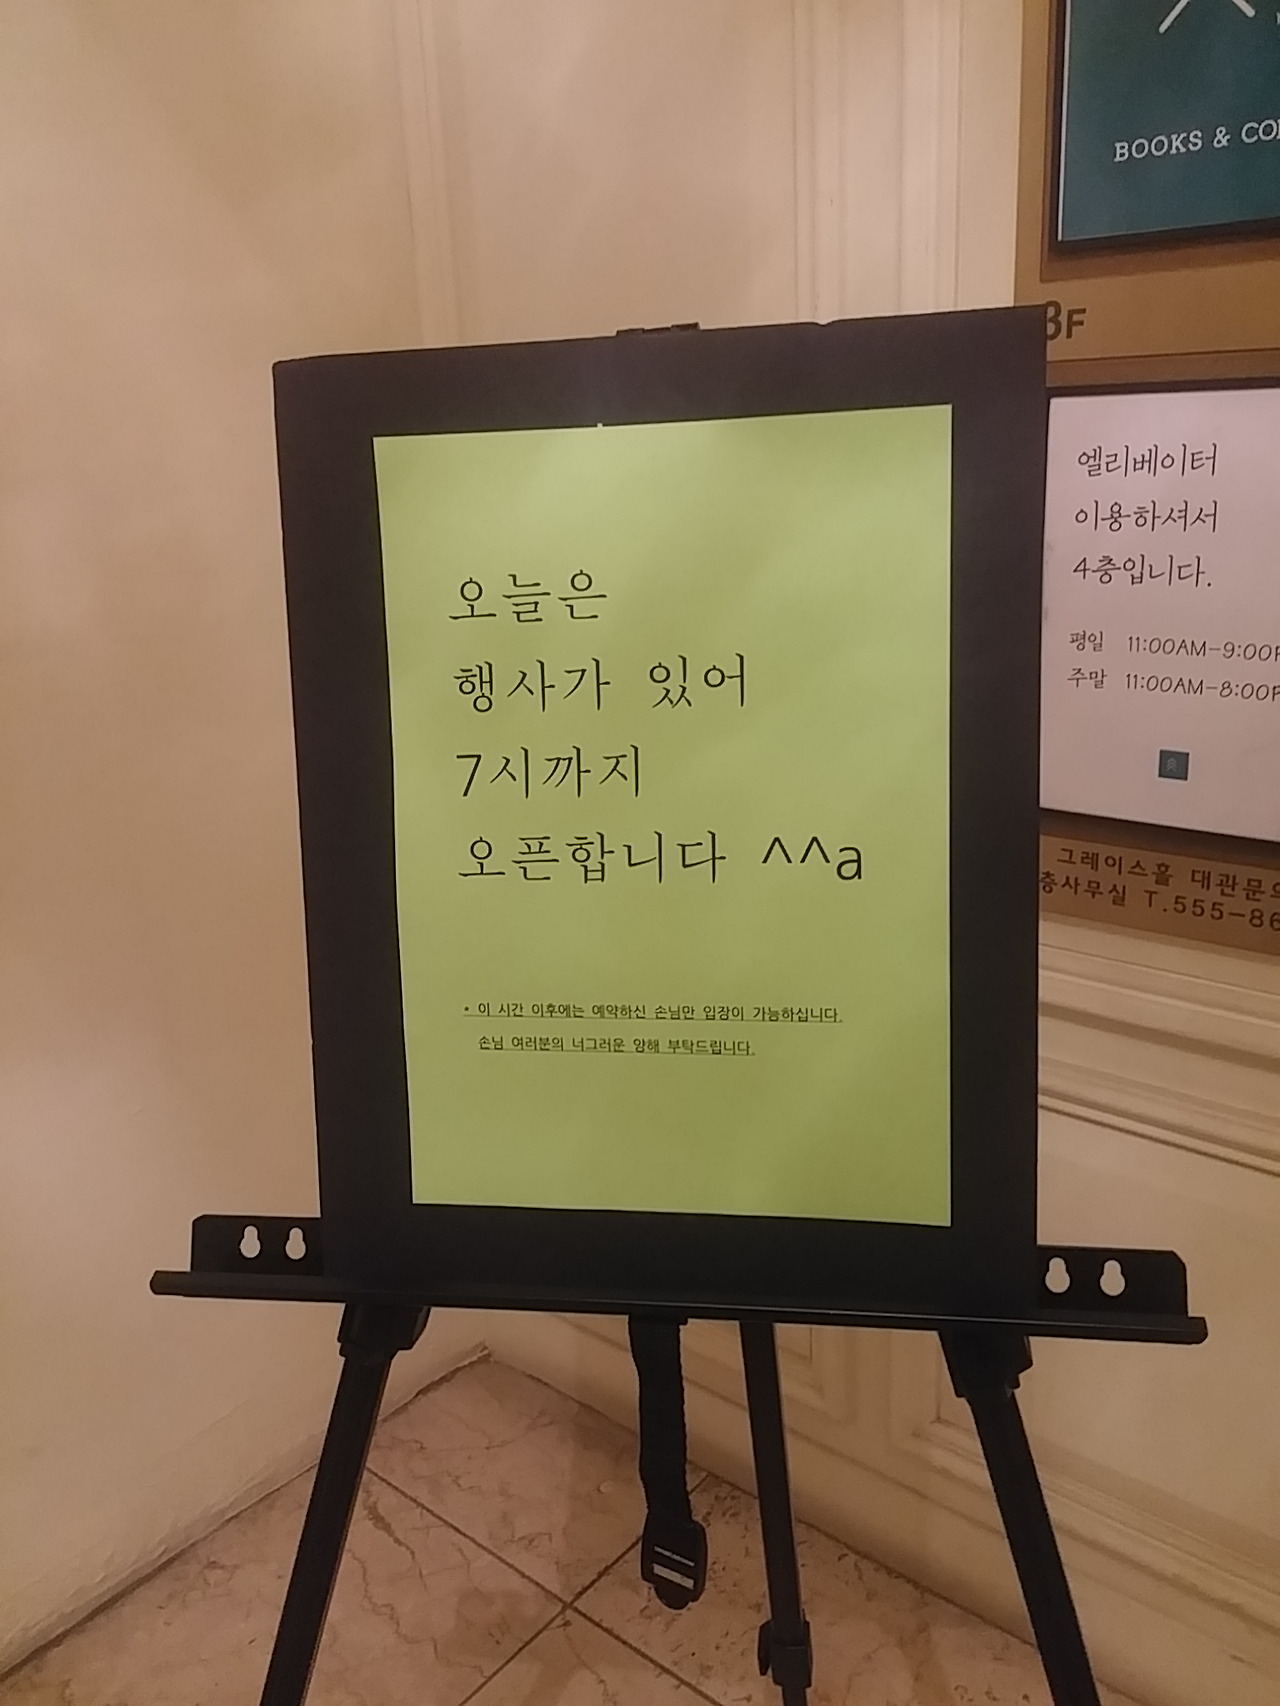 오늘은
행사가 있어
7시까지
오픈합니다 ^^a
* 이 시간 이후에는 예약하신 손님만 입장이 가능하십니다.
손님 여러분의 너그러운 양해 부탁드립니다.
BOOKS &
3F
엘리베이터
이용하셔서
4층입니다.
평일 11:00AM-9:00P
주말 11:00AM-8:00P
그레이스홀 대관문의
층사무실 T.555-86